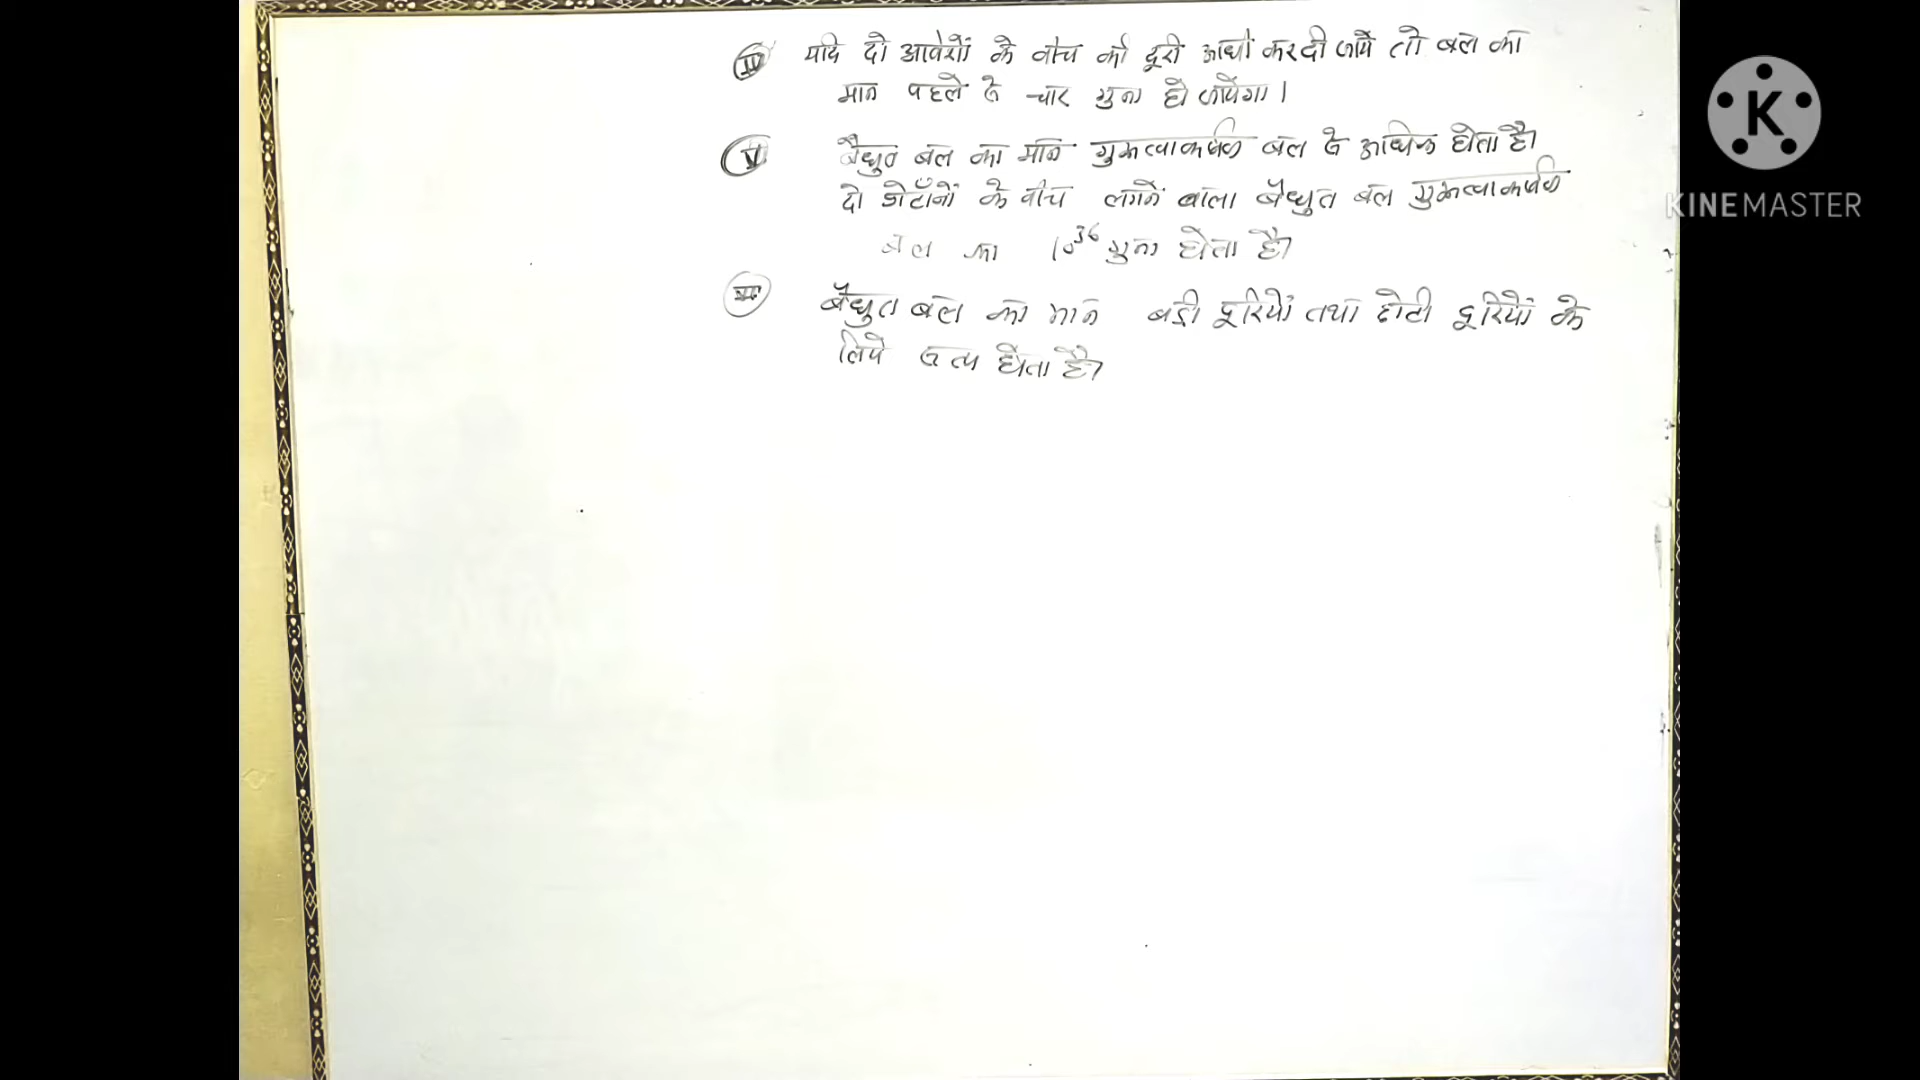 IV यदि दो आवेशों के बीच की दूरी आधी कर दी जाये तो बल का
मान पहले से चार गुना हो जायेगा।
V वैद्युत बल का मान गुरूत्वाकर्षण बल से अधिक होता है।
दो प्रोटॉनों के बीच लगने वाला वैद्युत बल गुरूत्वाकर्षण
बल का 10³⁶ गुना होता है।
VI वैद्युत बल का मान बड़ी दूरियों तथा छोटी दूरियों के
लिये सत्य होता है।
K
KINEMASTER